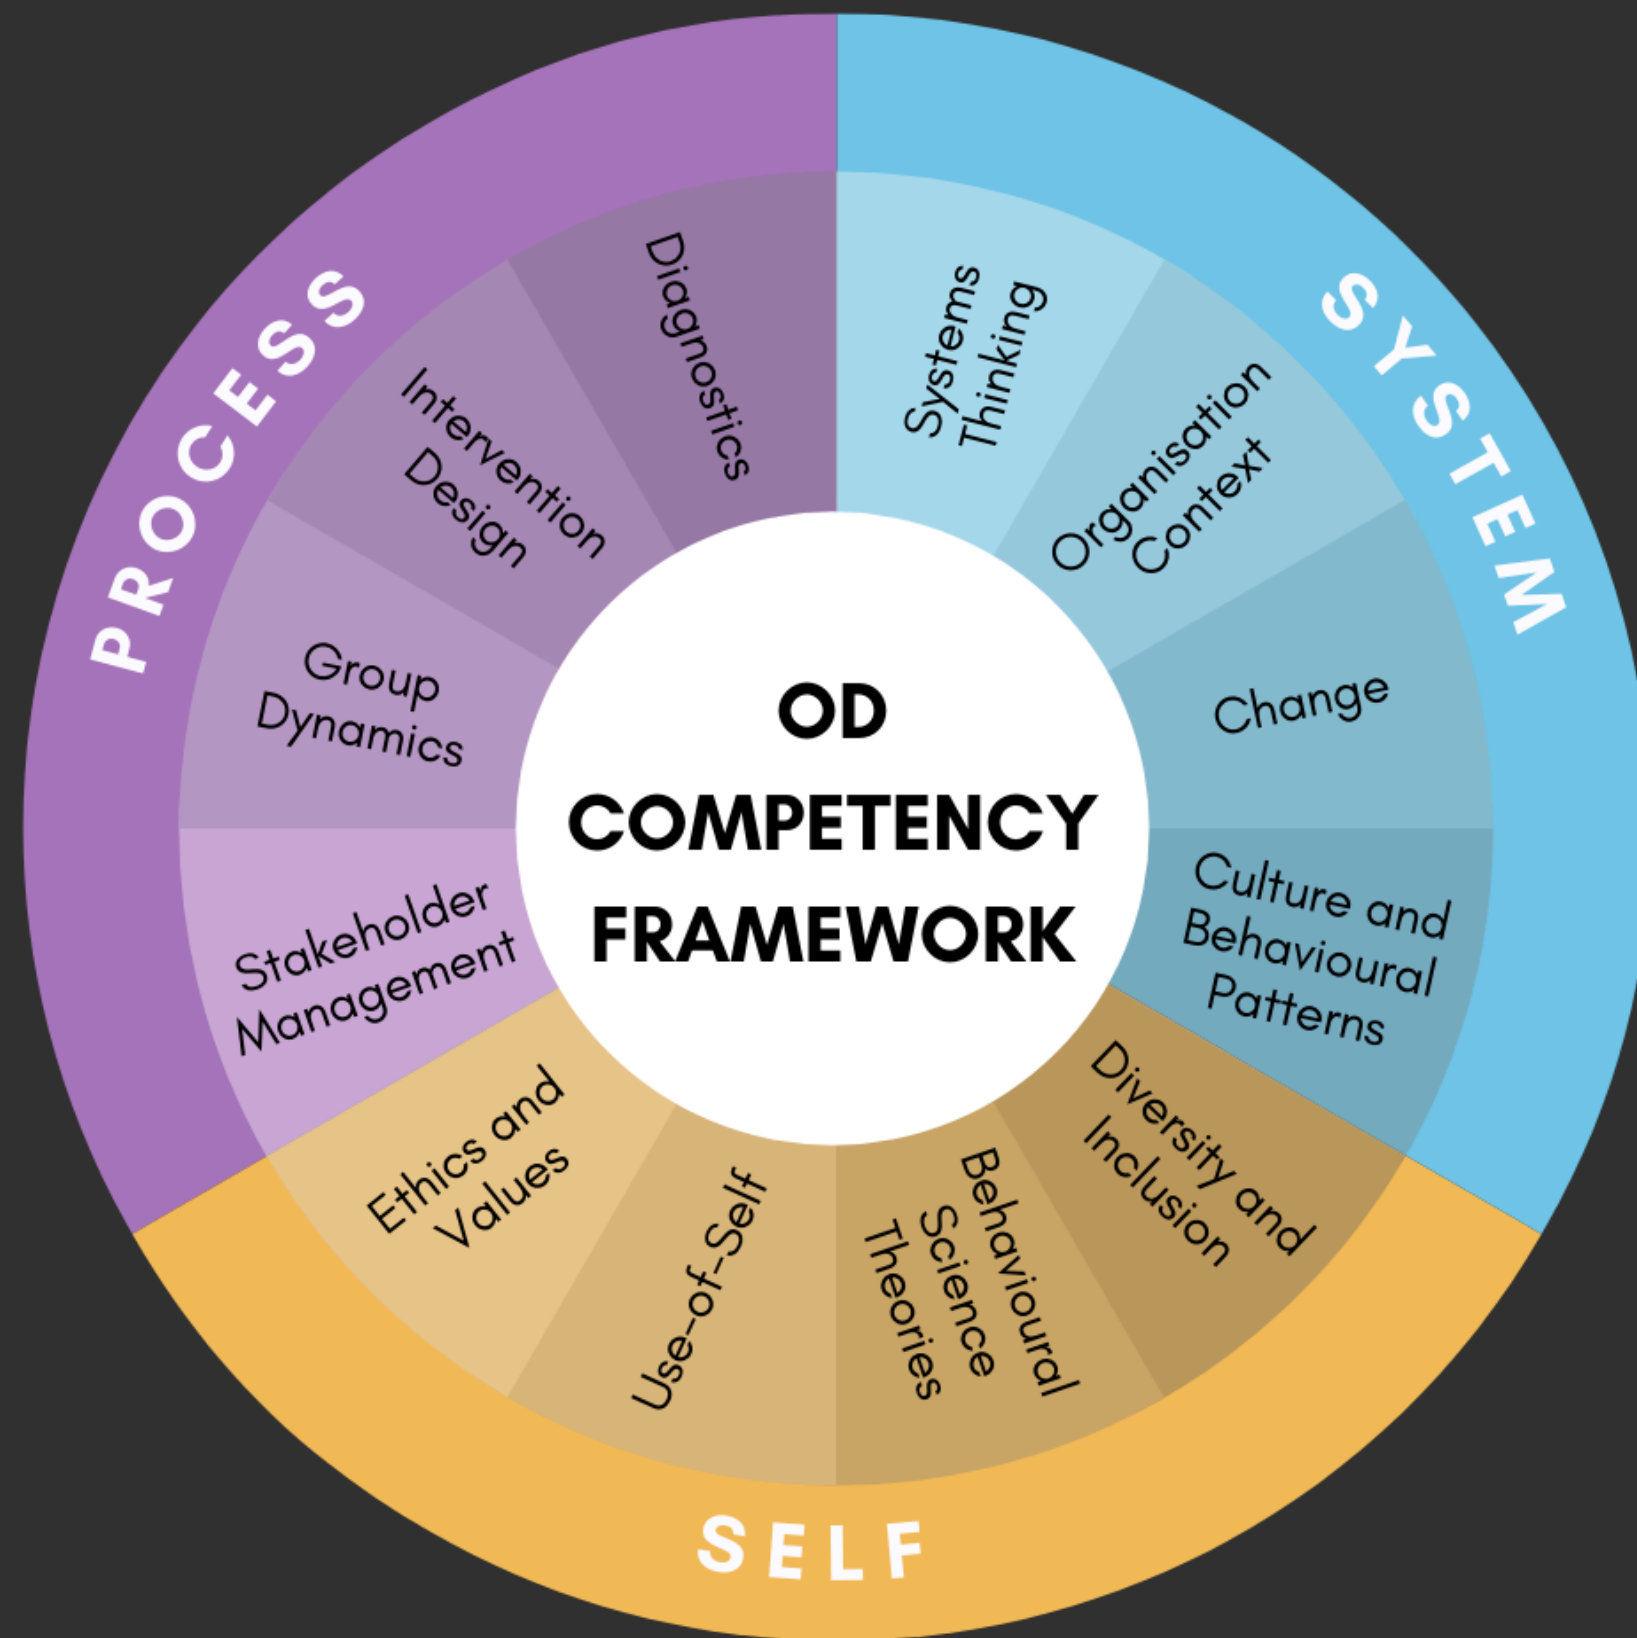 OD
COMPETENCY
FRAMEWORK
SYSTEM
Systems
Thinking
Organisation
Context
Change
Culture and
Behavioural
Patterns
SELF
Diversity and
Inclusion
Behavioural
Science
Theories
Use-of-Self
Ethics and
Values
PROCESS
Stakeholder
Management
Group
Dynamics
Intervention
Design
Diagnostics